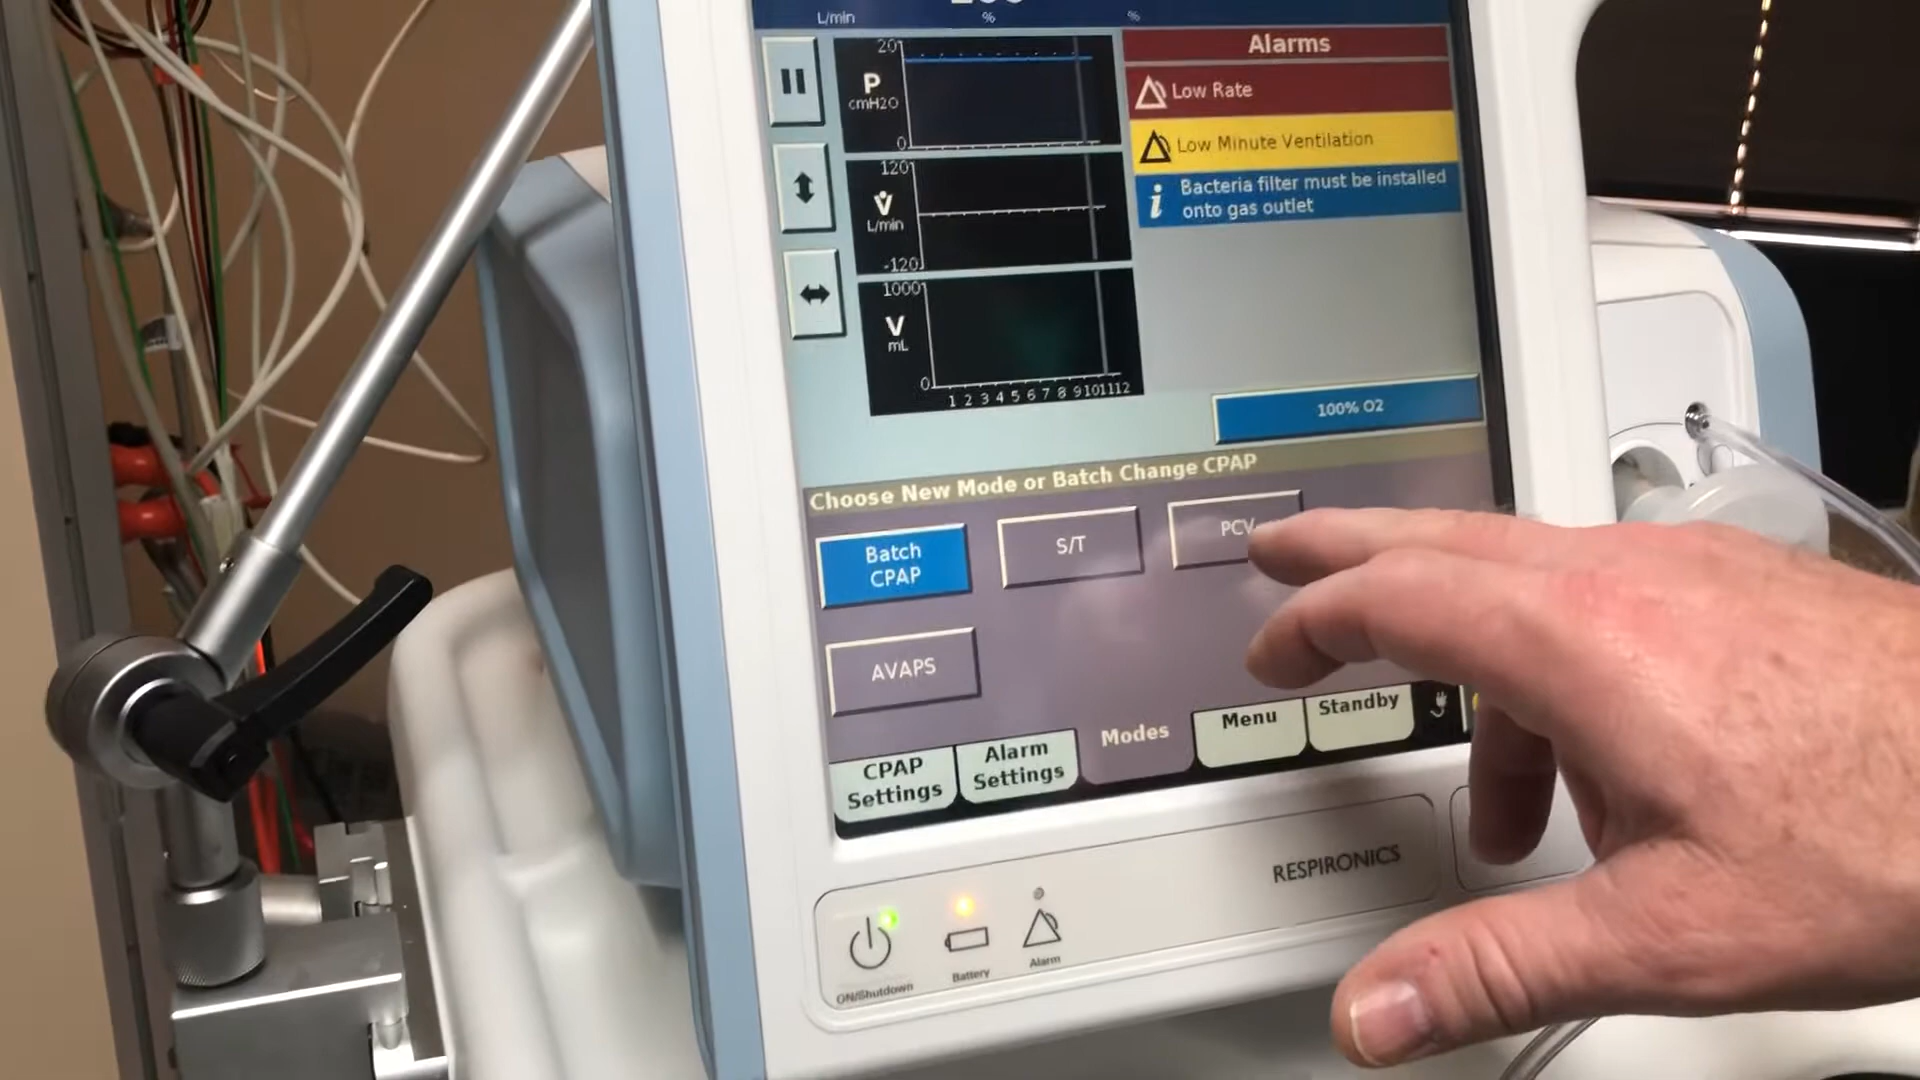 L/min
%
%
20
P
cmH2O
0
120
V̇
L/min
-120
1000
V
mL
0
1 2 3 4 5 6 7 8 9 10 11 12
Alarms
Low Rate
Low Minute Ventilation
i
Bacteria filter must be installed
onto gas outlet
100% O2
Choose New Mode or Batch Change CPAP
Batch
CPAP
S/T
PCV
AVAPS
CPAP
Settings
Alarm
Settings
Modes
Menu
Standby
RESPIRONICS
ON/Shutdown
Battery
Alarm